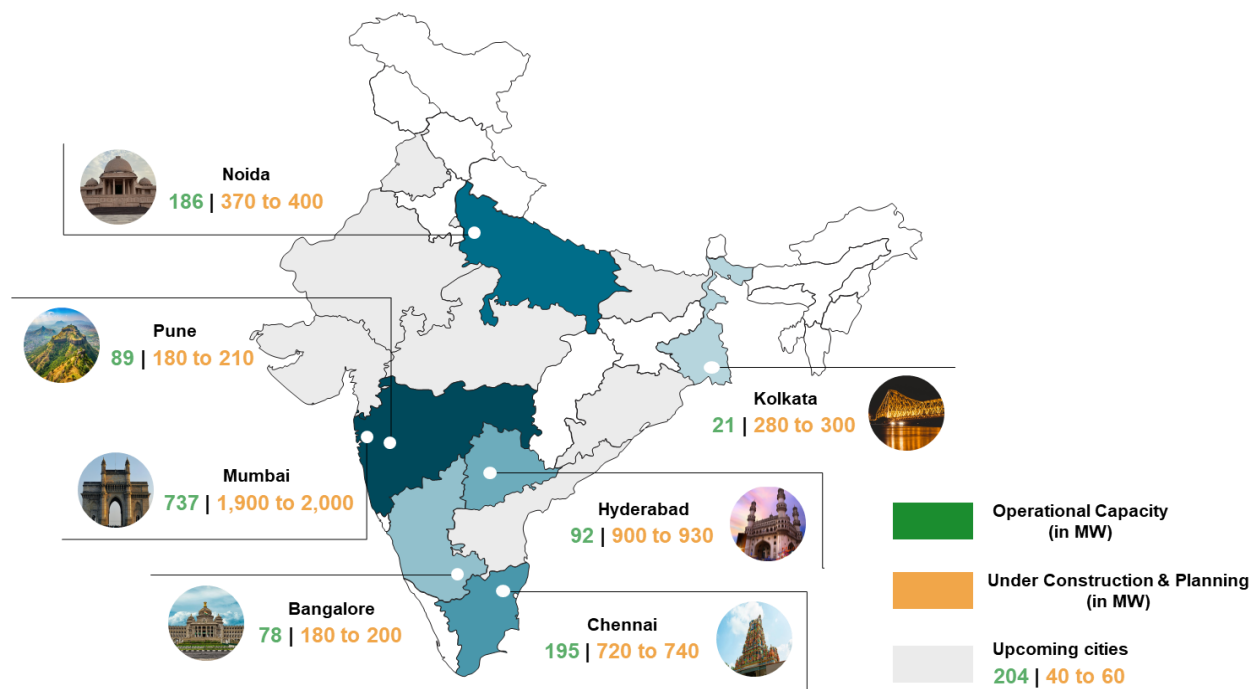 Noida
186 | 370 to 400
Pune
89 | 180 to 210
Kolkata
21 | 280 to 300
Mumbai
737 | 1,900 to 2,000
Hyderabad
92 | 900 to 930
Operational Capacity
(in MW)
Under Construction & Planning
(in MW)
Bangalore
78 | 180 to 200
Chennai
195 | 720 to 740
Upcoming cities
204 | 40 to 60